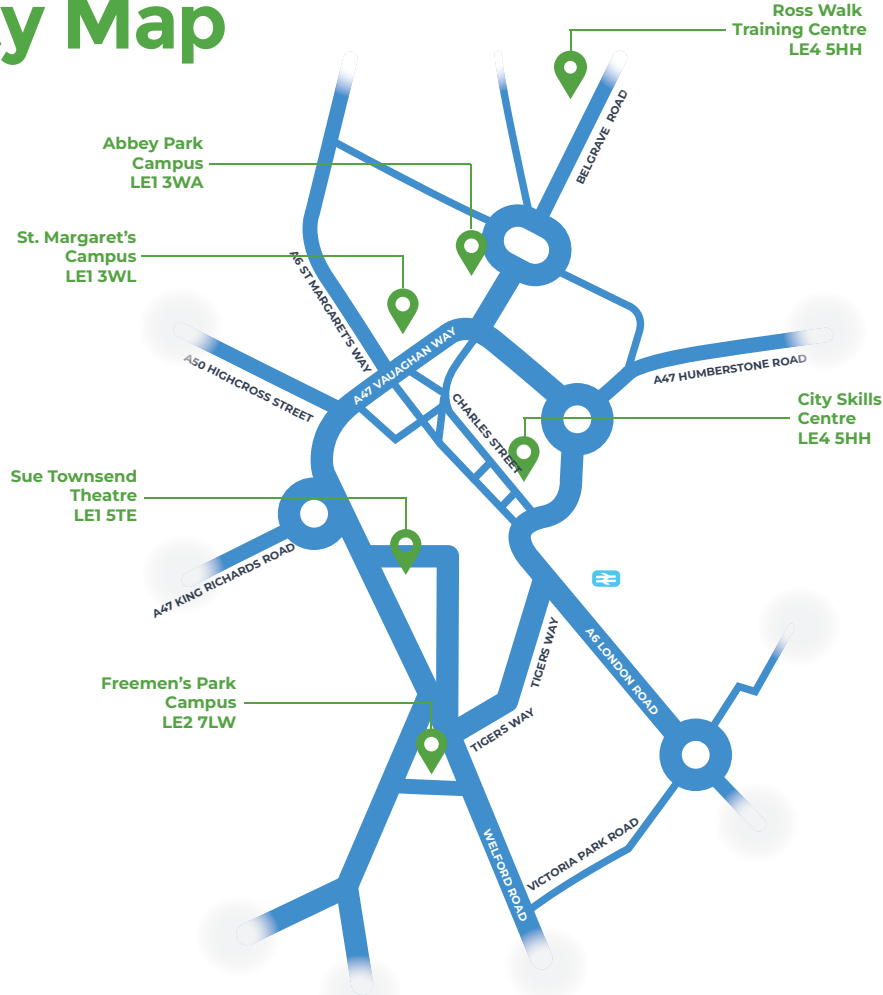 y Map
Ross Walk
Training Centre
LE4 5HH
BELGRAVE ROAD
Abbey Park
Campus
LE1 3WA
St. Margaret's
Campus
LE1 3WL
A6 ST MARGARET'S WAY
A47 VAUAGHAN WAY
A50 HIGHCROSS STREET
A47 HUMBERSTONE ROAD
CHARLES STREET
City Skills
Centre
LE4 5HH
Sue Townsend
Theatre
LE1 5TE
A47 KING RICHARDS ROAD
TIGERS WAY
A6 LONDON ROAD
Freemen's Park
Campus
LE2 7LW
TIGERS WAY
WELFORD ROAD
VICTORIA PARK ROAD